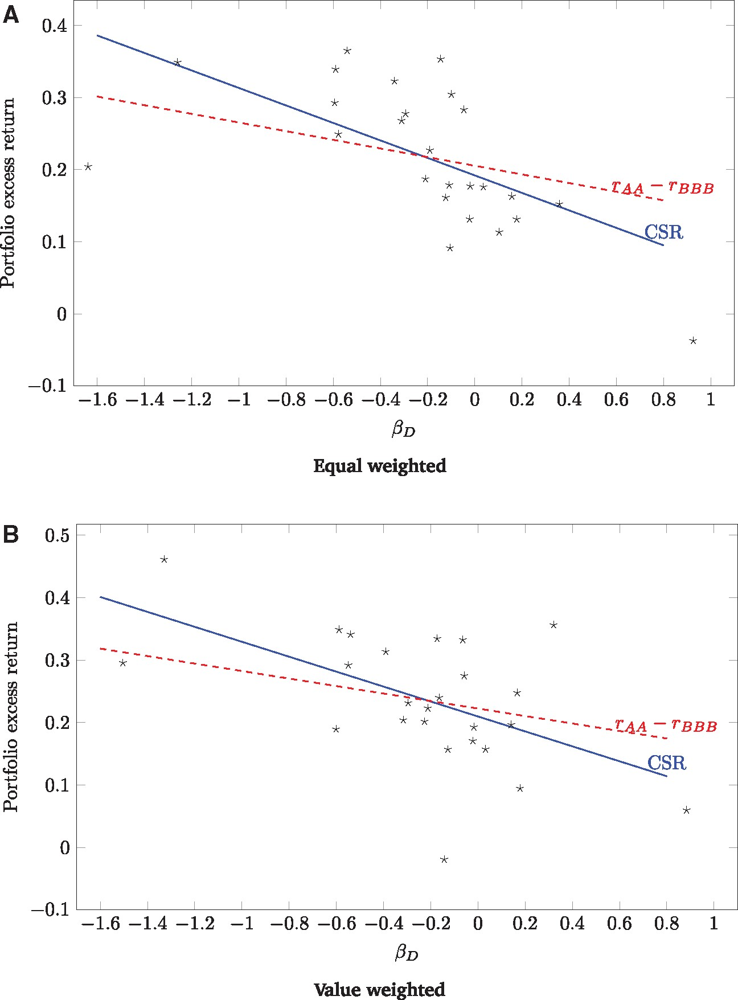 A
0.4
0.3
0.2
0.1
0
−0.1
Portfolio excess return
r_AA − r_BBB
CSR
−1.6 −1.4 −1.2 −1 −0.8 −0.6 −0.4 −0.2 0 0.2 0.4 0.6 0.8 1
β_D
Equal weighted
B
0.5
0.4
0.3
0.2
0.1
0
−0.1
Portfolio excess return
r_AA − r_BBB
CSR
−1.6 −1.4 −1.2 −1 −0.8 −0.6 −0.4 −0.2 0 0.2 0.4 0.6 0.8 1
β_D
Value weighted